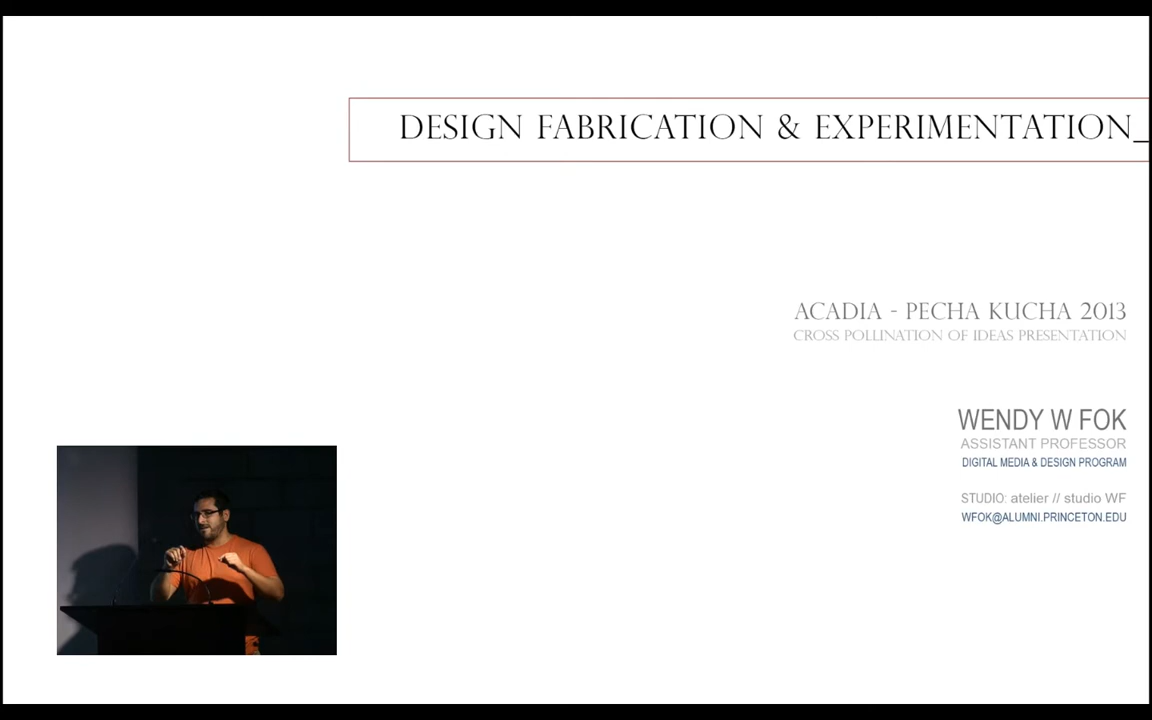 DESIGN FABRICATION & EXPERIMENTATION_
ACADIA - PECHA KUCHA 2013
CROSS POLLINATION OF IDEAS PRESENTATION
WENDY W FOK
ASSISTANT PROFESSOR
DIGITAL MEDIA & DESIGN PROGRAM
STUDIO: atelier // studio WF
WFOK@ALUMNI.PRINCETON.EDU